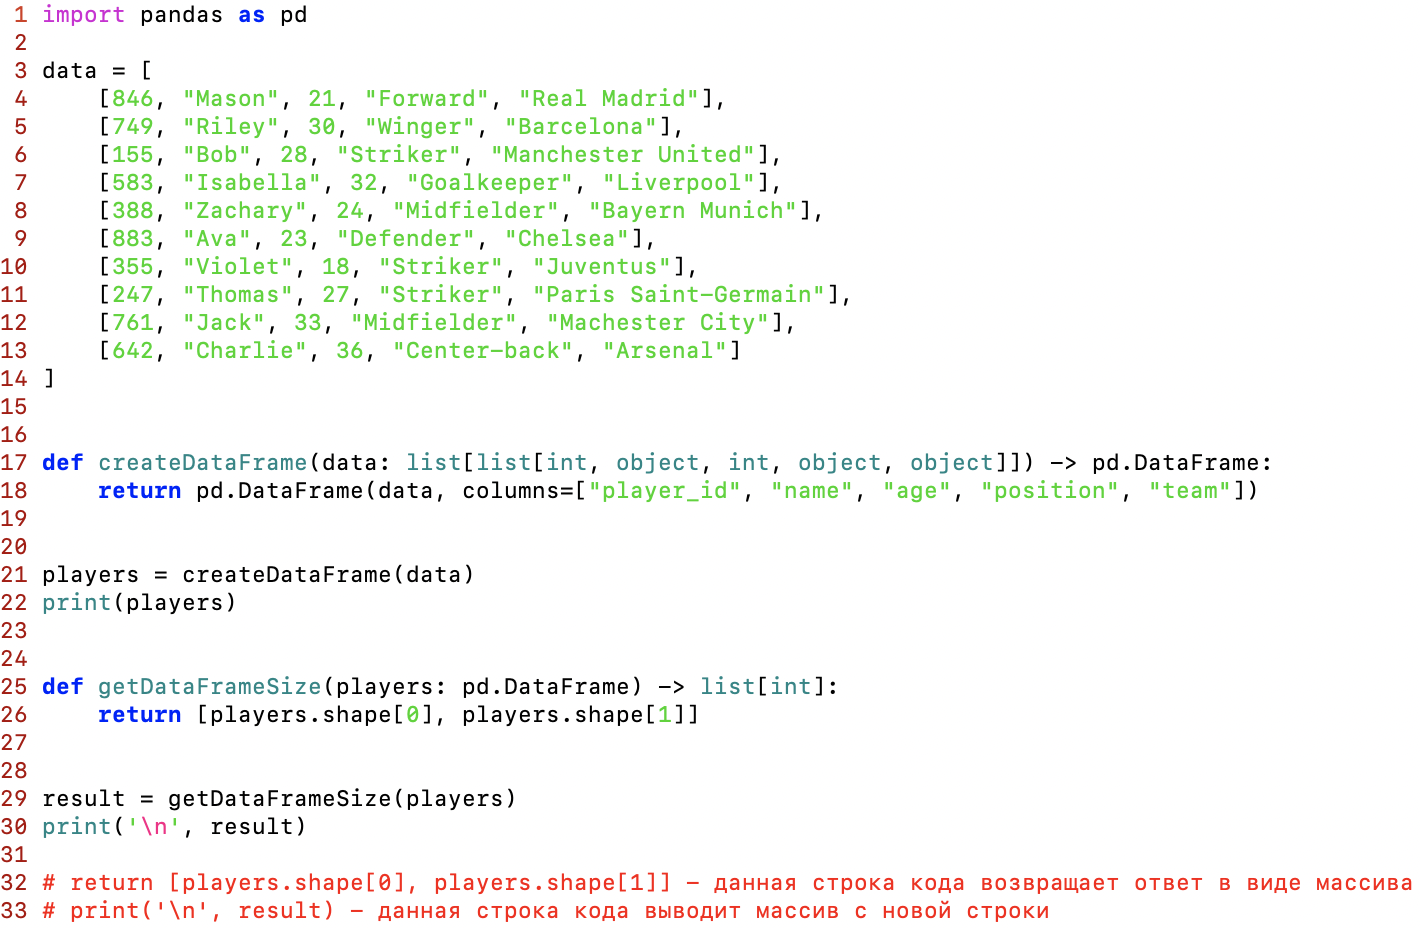 1 import pandas as pd
2
3 data = [
4     [846, "Mason", 21, "Forward", "Real Madrid"],
5     [749, "Riley", 30, "Winger", "Barcelona"],
6     [155, "Bob", 28, "Striker", "Manchester United"],
7     [583, "Isabella", 32, "Goalkeeper", "Liverpool"],
8     [388, "Zachary", 24, "Midfielder", "Bayern Munich"],
9     [883, "Ava", 23, "Defender", "Chelsea"],
10     [355, "Violet", 18, "Striker", "Juventus"],
11     [247, "Thomas", 27, "Striker", "Paris Saint-Germain"],
12     [761, "Jack", 33, "Midfielder", "Machester City"],
13     [642, "Charlie", 36, "Center-back", "Arsenal"]
14 ]
15
16
17 def createDataFrame(data: list[list[int, object, int, object, object]]) -> pd.DataFrame:
18     return pd.DataFrame(data, columns=["player_id", "name", "age", "position", "team"])
19
20
21 players = createDataFrame(data)
22 print(players)
23
24
25 def getDataFrameSize(players: pd.DataFrame) -> list[int]:
26     return [players.shape[0], players.shape[1]]
27
28
29 result = getDataFrameSize(players)
30 print('\n', result)
31
32 # return [players.shape[0], players.shape[1]] - данная строка кода возвращает ответ в виде массива
33 # print('\n', result) - данная строка кода выводит массив с новой строки